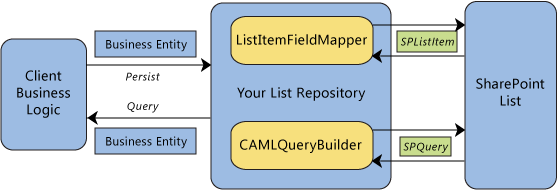 Client
Business
Logic
Business Entity
Persist
Query
Business Entity
ListItemFieldMapper
Your List Repository
CAMLQueryBuilder
SPListItem
SPQuery
SharePoint
List